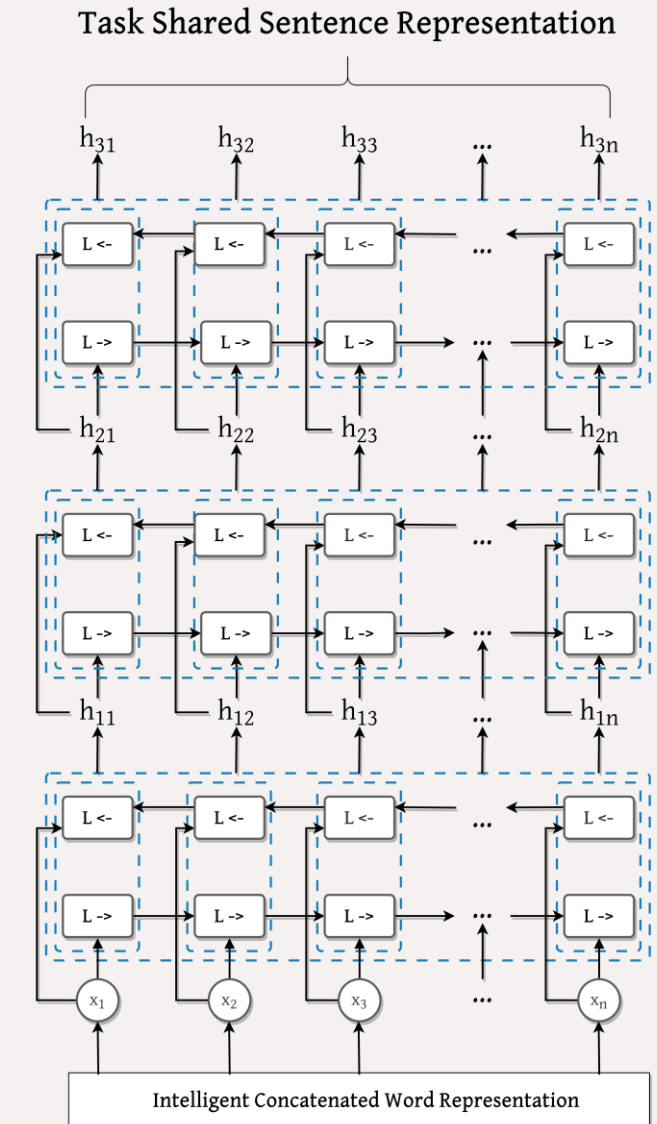 Task Shared Sentence Representation
h31 h32 h33 ... h3n
L <- L <- L <- ... L <-
L -> L -> L -> ... L ->
h21 h22 h23 ... h2n
L <- L <- L <- ... L <-
L -> L -> L -> ... L ->
h11 h12 h13 ... h1n
L <- L <- L <- ... L <-
L -> L -> L -> ... L ->
x1 x2 x3 ... xn
Intelligent Concatenated Word Representation